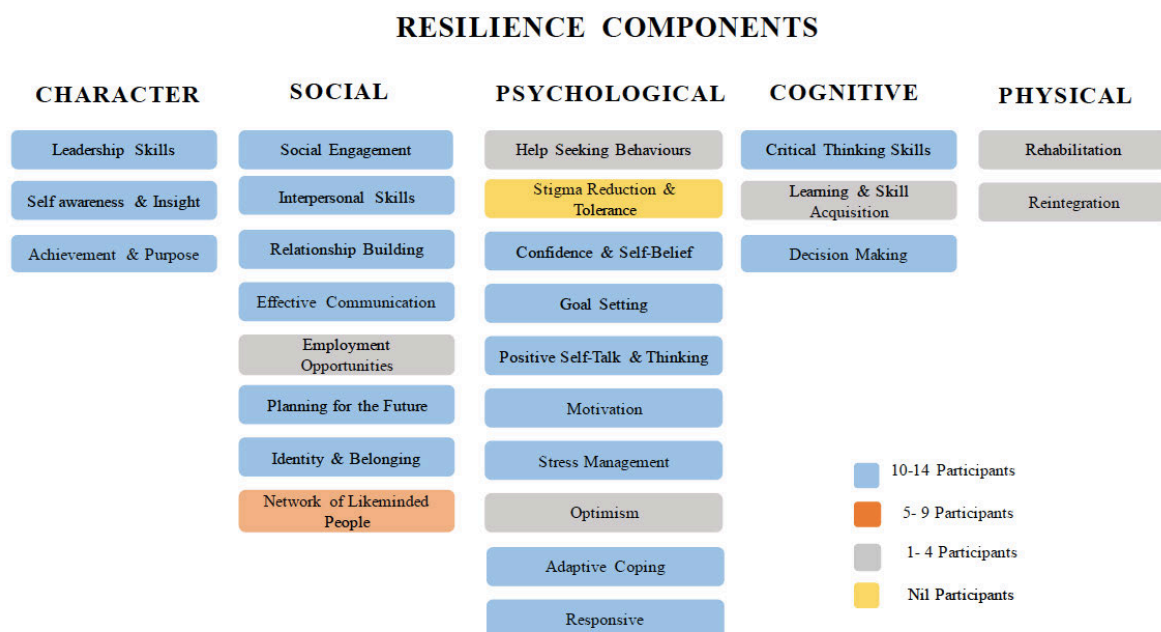 RESILIENCE COMPONENTS
CHARACTER
Leadership Skills
Self awareness & Insight
Achievement & Purpose
SOCIAL
Social Engagement
Interpersonal Skills
Relationship Building
Effective Communication
Employment
Opportunities
Planning for the Future
Identity & Belonging
Network of Likeminded
People
PSYCHOLOGICAL
Help Seeking Behaviours
Stigma Reduction &
Tolerance
Confidence & Self-Belief
Goal Setting
Positive Self-Talk & Thinking
Motivation
Stress Management
Optimism
Adaptive Coping
Responsive
COGNITIVE
Critical Thinking Skills
Learning & Skill
Acquisition
Decision Making
PHYSICAL
Rehabilitation
Reintegration
10-14 Participants
5- 9 Participants
1- 4 Participants
Nil Participants